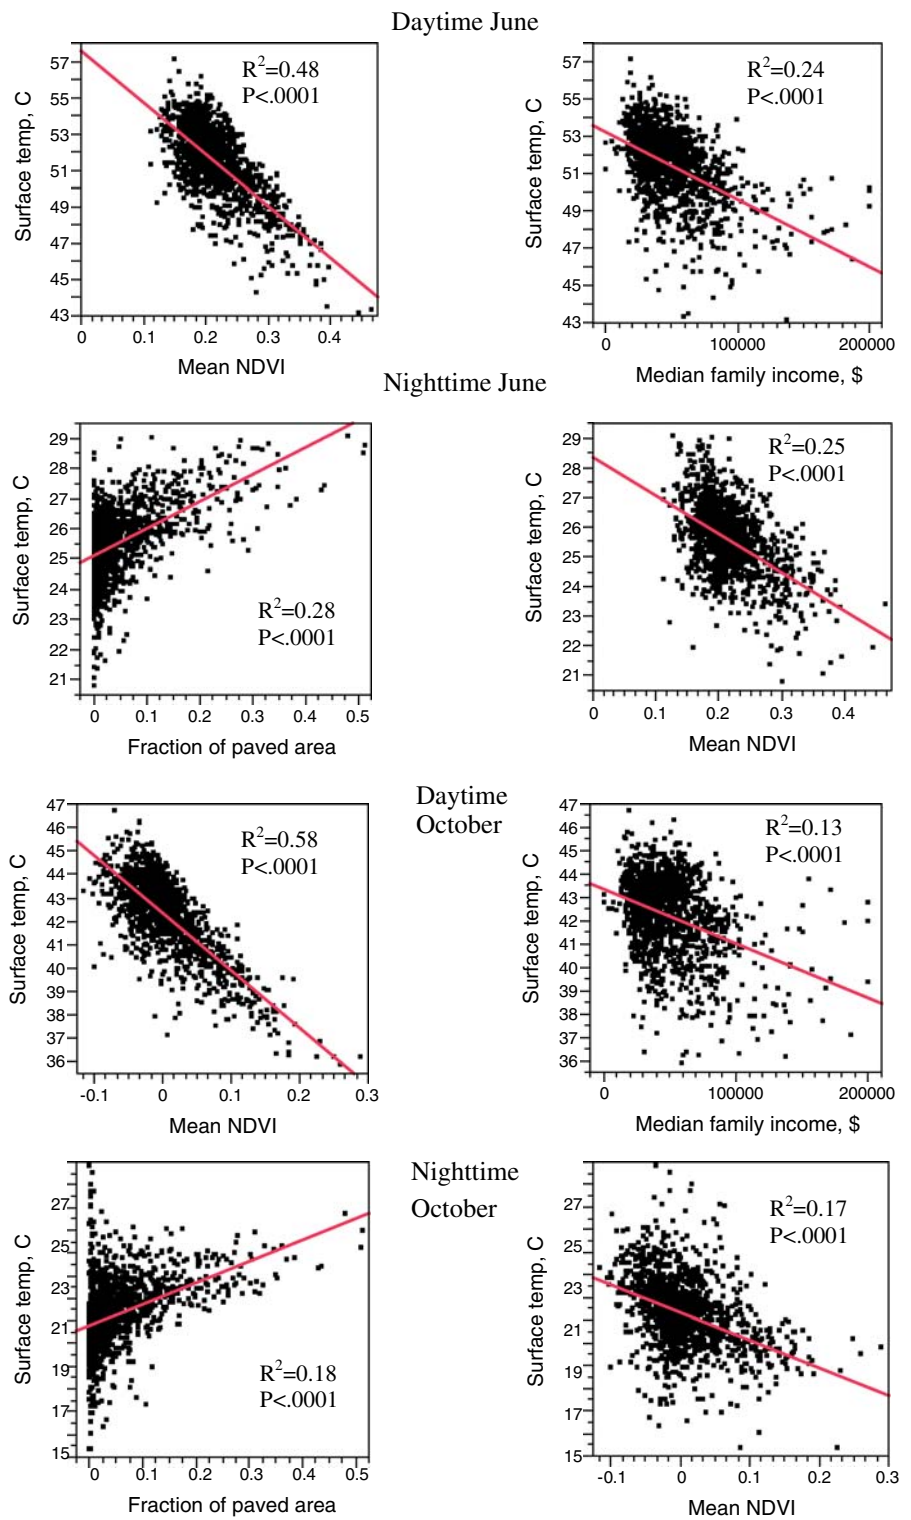 Daytime June
57
55
53
51
49
47
45
43
Surface temp, C
R²=0.48
P<.0001
0 0.1 0.2 0.3 0.4
Mean NDVI
57
55
53
51
49
47
45
43
Surface temp, C
R²=0.24
P<.0001
0 100000 200000
Median family income, $
Nighttime June
29
28
27
26
25
24
23
22
21
Surface temp, C
R²=0.28
P<.0001
0 0.1 0.2 0.3 0.4 0.5
Fraction of paved area
29
28
27
26
25
24
23
22
21
Surface temp, C
R²=0.25
P<.0001
0 0.1 0.2 0.3 0.4
Mean NDVI
Daytime
October
47
46
45
44
43
42
41
40
39
38
37
36
Surface temp, C
R²=0.58
P<.0001
-0.1 0 0.1 0.2 0.3
Mean NDVI
47
46
45
44
43
42
41
40
39
38
37
36
Surface temp, C
R²=0.13
P<.0001
0 100000 200000
Median family income, $
Nighttime
October
27
25
23
21
19
17
15
Surface temp, C
R²=0.18
P<.0001
0 0.1 0.2 0.3 0.4 0.5
Fraction of paved area
27
25
23
21
19
17
15
Surface temp, C
R²=0.17
P<.0001
-0.1 0 0.1 0.2 0.3
Mean NDVI